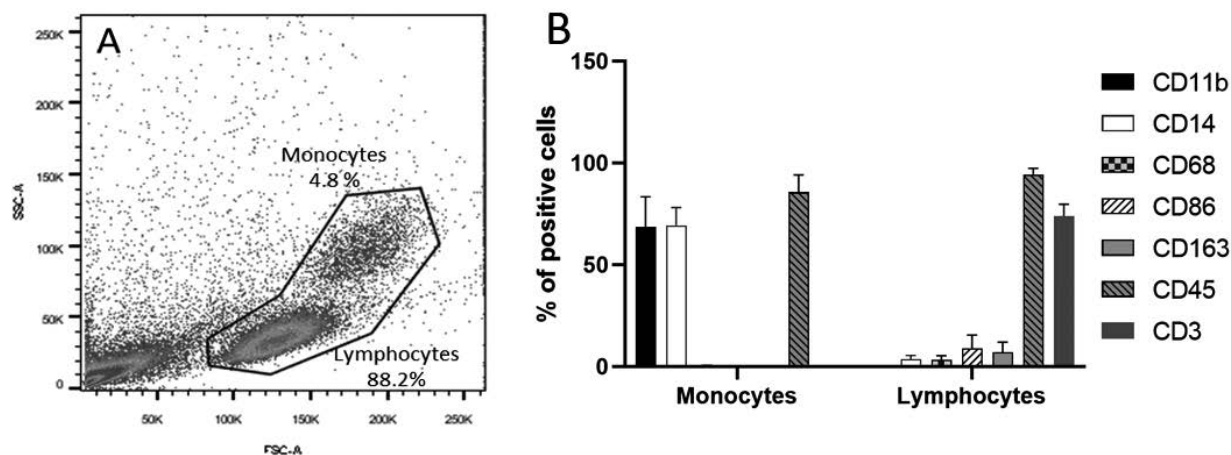 A
250K
200K
150K
100K
50K
0
SSC-A
Monocytes
4.8 %
Lymphocytes
88.2%
50K
100K
150K
200K
250K
FSC-A
B
150
100
50
0
% of positive cells
Monocytes
Lymphocytes
CD11b
CD14
CD68
CD86
CD163
CD45
CD3